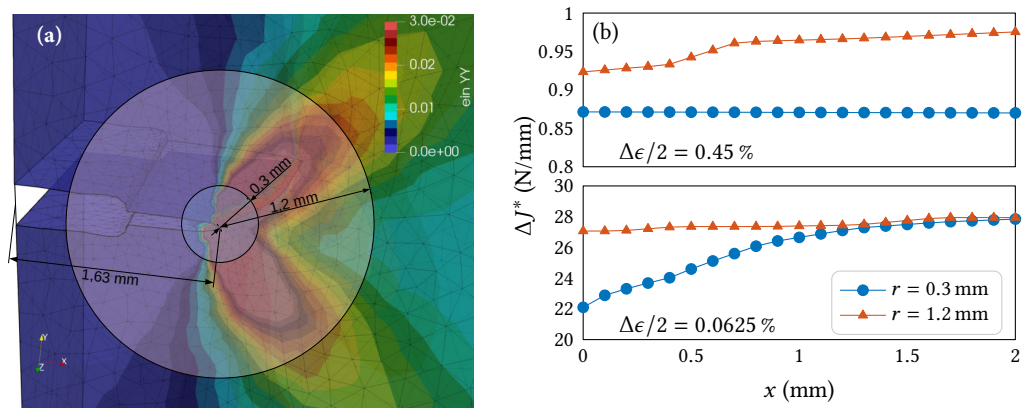 (a)
3.0e-02
0.02
0.01
0.0e+00
ein YY
0.3 mm
1.2 mm
1,63 mm
Y
Z
X
(b)
1
0.95
0.9
0.85
0.8
Δϵ/2 = 0.45 %
ΔJ* (N/mm)
30
28
26
24
22
20
r = 0.3 mm
r = 1.2 mm
Δϵ/2 = 0.0625 %
0 0.5 1 1.5 2
x (mm)